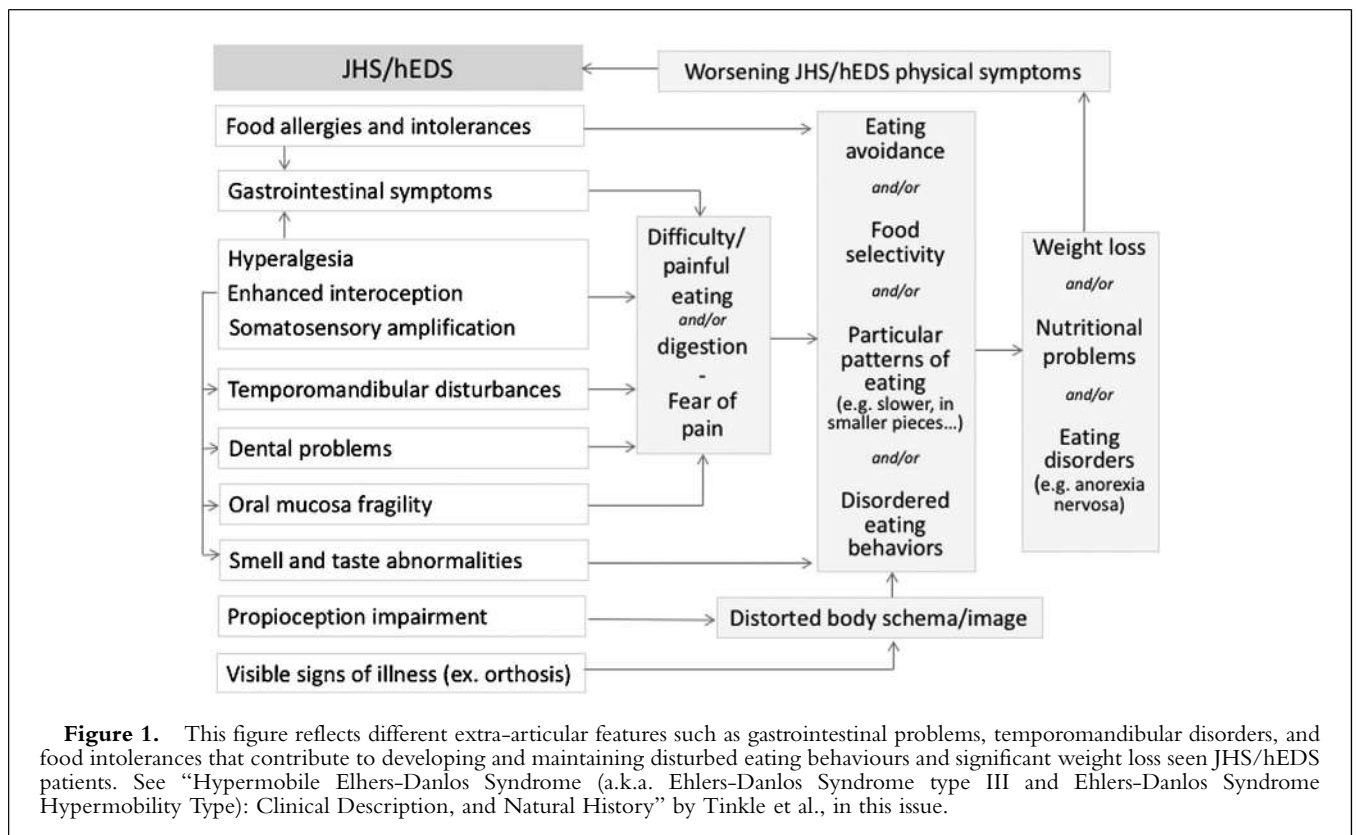 JHS/hEDS
Worsening JHS/hEDS physical symptoms
Food allergies and intolerances
Gastrointestinal symptoms
Hyperalgesia
Enhanced interoception
Somatosensory amplification
Temporomandibular disturbances
Dental problems
Oral mucosa fragility
Smell and taste abnormalities
Propioception impairment
Visible signs of illness (ex. orthosis)
Difficulty/
painful
eating
and/or
digestion
-
Fear of
pain
Distorted body schema/image
Eating
avoidance
and/or
Food
selectivity
and/or
Particular
patterns of
eating
(e.g. slower, in
smaller pieces...)
and/or
Disordered
eating
behaviors
Weight loss
and/or
Nutritional
problems
and/or
Eating
disorders
(e.g. anorexia
nervosa)
Figure 1. This figure reflects different extra-articular features such as gastrointestinal problems, temporomandibular disorders, and
food intolerances that contribute to developing and maintaining disturbed eating behaviours and significant weight loss seen JHS/hEDS
patients. See “Hypermobile Elhers-Danlos Syndrome (a.k.a. Ehlers-Danlos Syndrome type III and Ehlers-Danlos Syndrome
Hypermobility Type): Clinical Description, and Natural History” by Tinkle et al., in this issue.